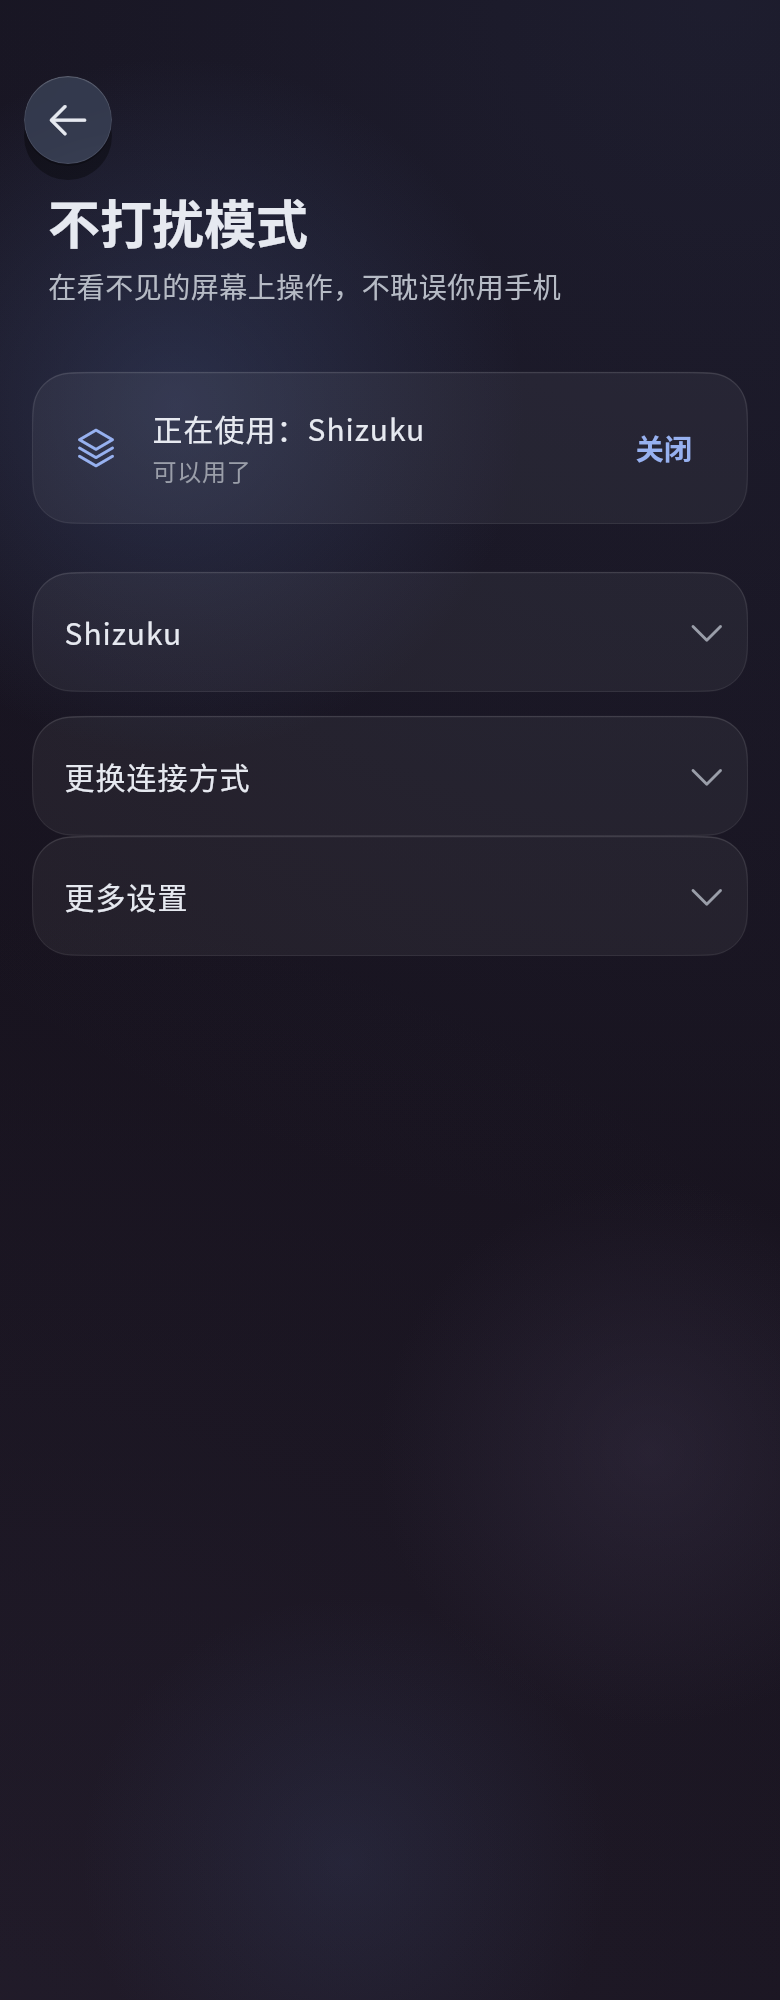 不打扰模式
在看不见的屏幕上操作，不耽误你用手机
正在使用：Shizuku
可以用了
关闭
Shizuku
更换连接方式
更多设置